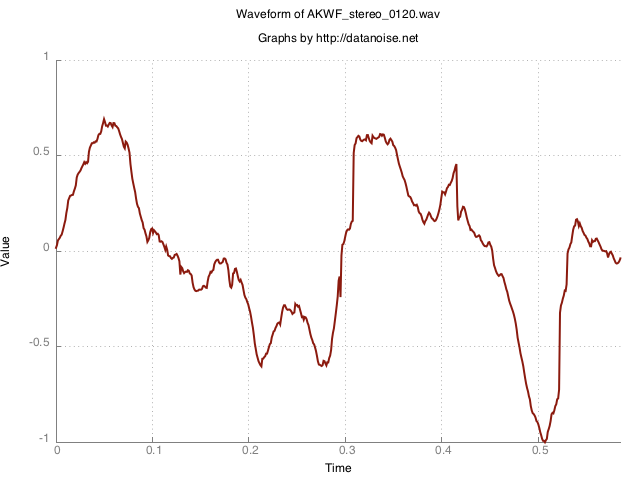 Waveform of AKWF_stereo_0120.wav
Graphs by http://datanoise.net
1
0.5
0
-0.5
-1
Value
0 0.1 0.2 0.3 0.4 0.5
Time